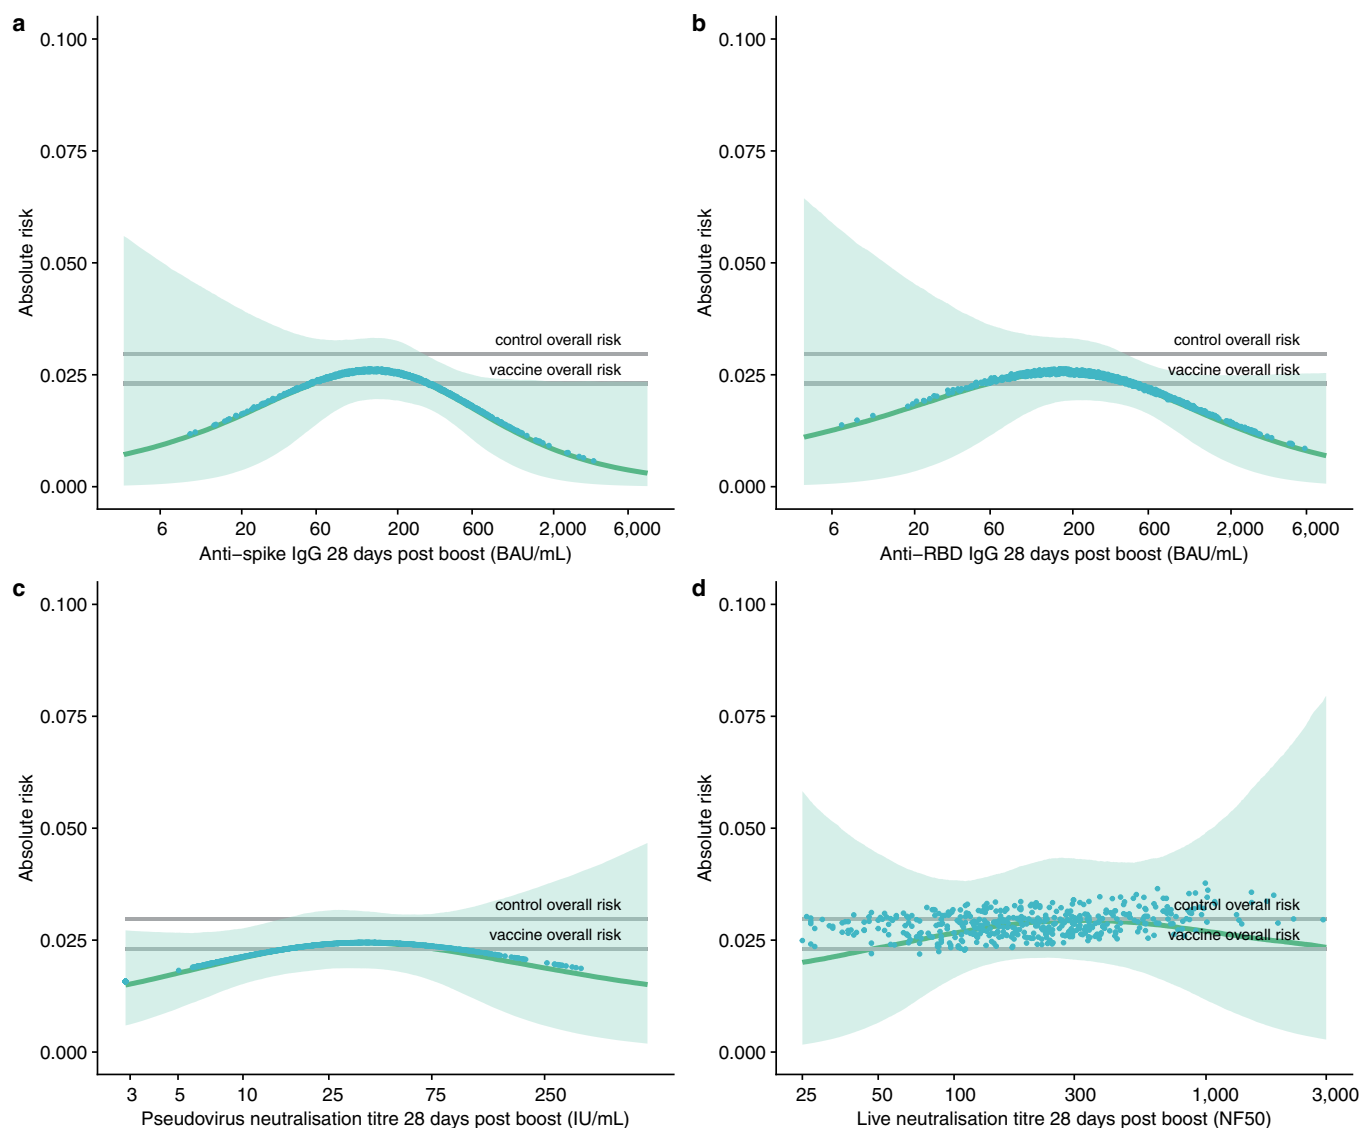 a
0.100
0.075
0.050
0.025
0.000
Absolute risk
control overall risk
vaccine overall risk
6 20 60 200 600 2,000 6,000
Anti−spike IgG 28 days post boost (BAU/mL)
b
0.100
0.075
0.050
0.025
0.000
Absolute risk
control overall risk
vaccine overall risk
6 20 60 200 600 2,000 6,000
Anti−RBD IgG 28 days post boost (BAU/mL)
c
0.100
0.075
0.050
0.025
0.000
Absolute risk
control overall risk
vaccine overall risk
3 5 10 25 75 250
Pseudovirus neutralisation titre 28 days post boost (IU/mL)
d
0.100
0.075
0.050
0.025
0.000
Absolute risk
control overall risk
vaccine overall risk
25 50 100 300 1,000 3,000
Live neutralisation titre 28 days post boost (NF50)